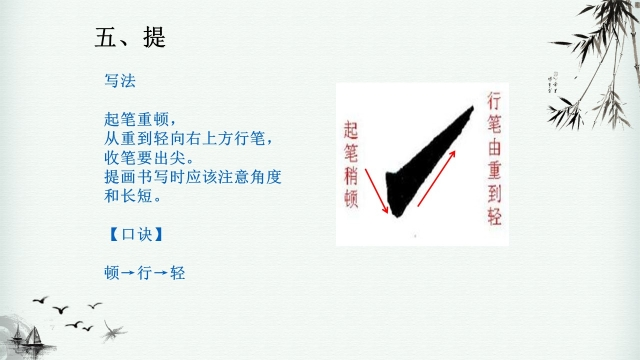 五、提
写法
起笔重顿，
从重到轻向右上方行笔，
收笔要出尖。
提画书写时应该注意角度
和长短。
【口诀】
顿→行→轻
起笔稍顿
行笔由重到轻